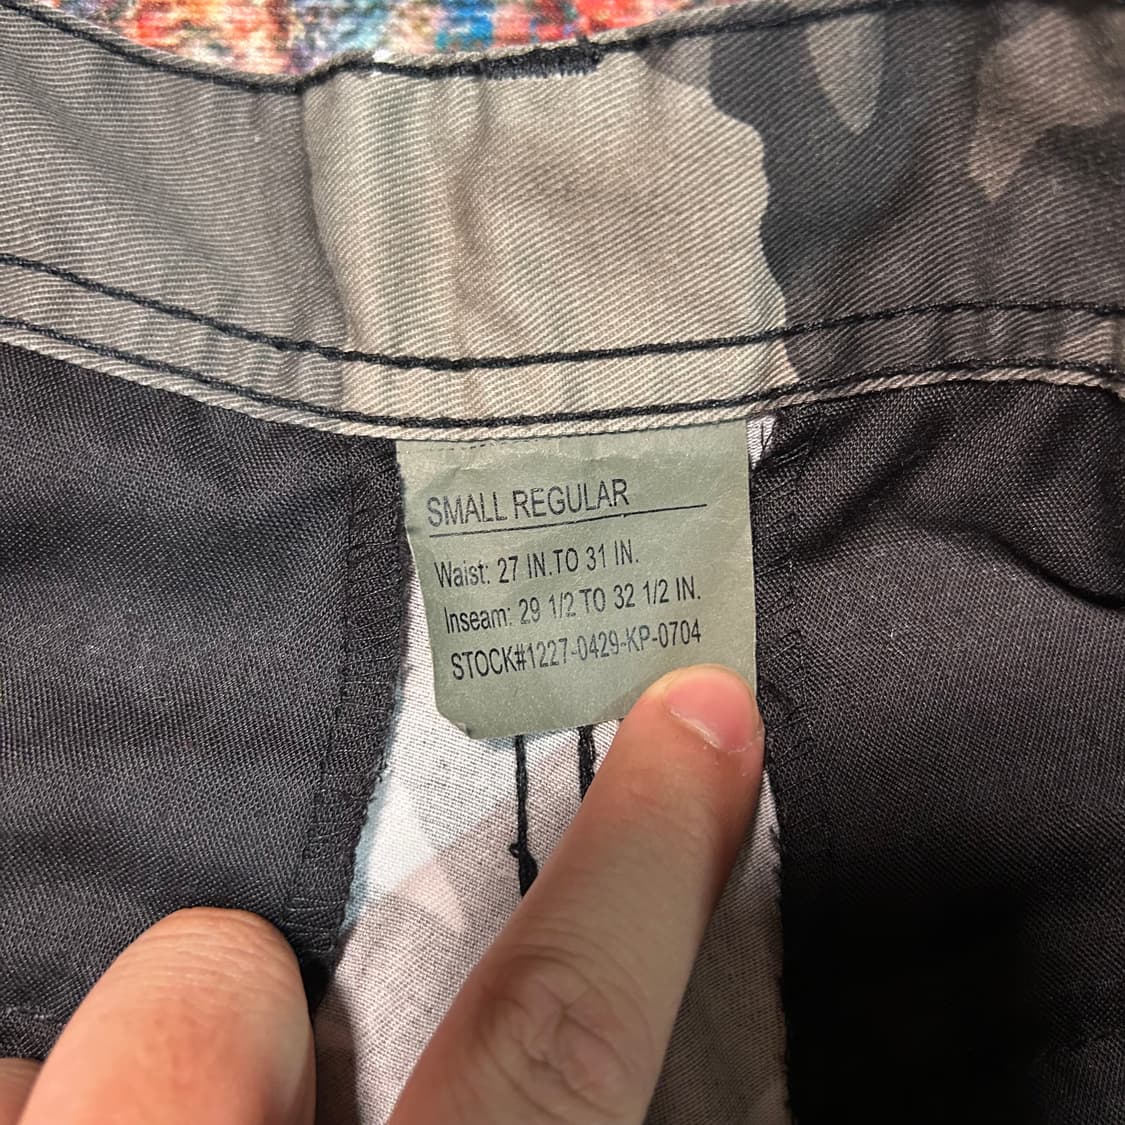 SMALL REGULAR
Waist: 27 IN.TO 31 IN.
Inseam: 29 1/2 TO 32 1/2 IN.
STOCK#1227-0429-KP-0704